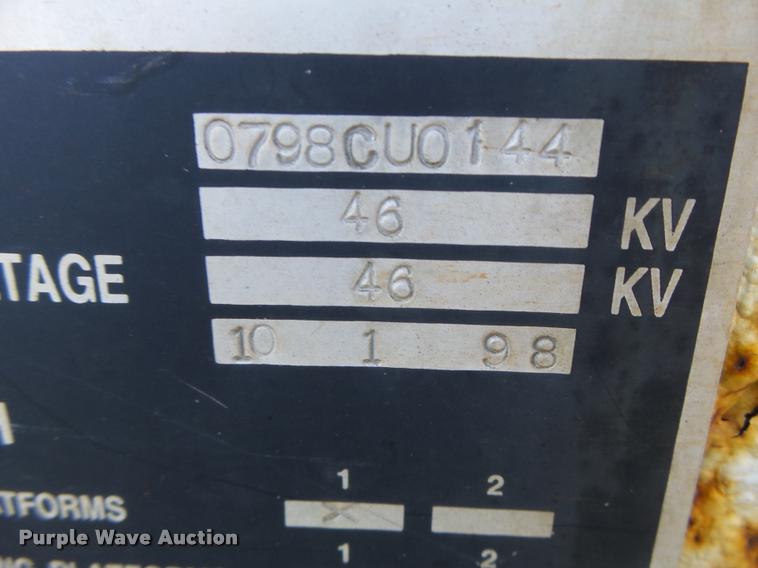 0798CU0144
46 KV
TAGE 46 KV
10 1 98
1 2
ATFORMS X
Purple Wave Auction
1 2